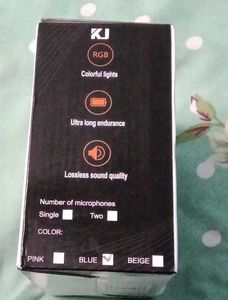 KJ
RGB
Colorful lights
Ultra long endurance
Lossless sound quality
Number of microphones
Single Two
COLOR:
PINK BLUE BEIGE